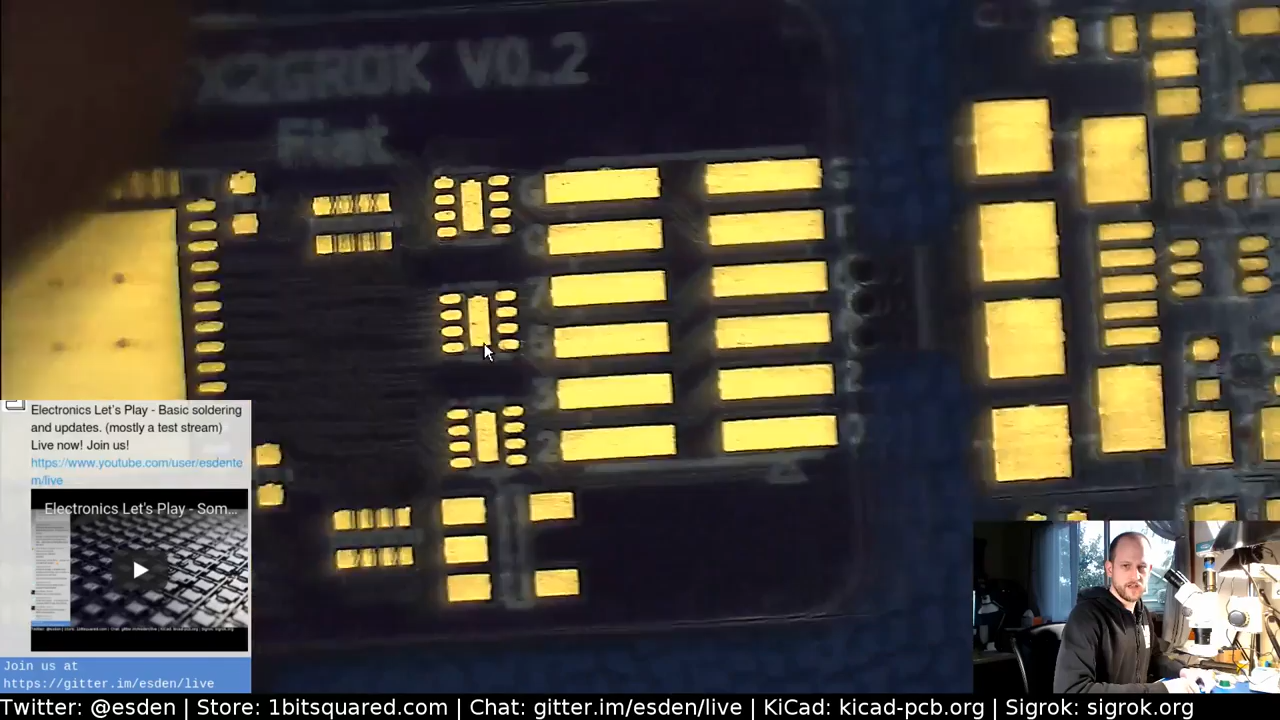 X2GROK V0.2
Fiat
Electronics Let's Play - Basic soldering
and updates. (mostly a test stream)
Live now! Join us!
https://www.youtube.com/user/esdente
m/live
Electronics Let's Play - Som...
Join us at
https://gitter.im/esden/live
Twitter: @esden | Store: 1bitsquared.com | Chat: gitter.im/esden/live | KiCad: kicad-pcb.org | Sigrok: sigrok.org